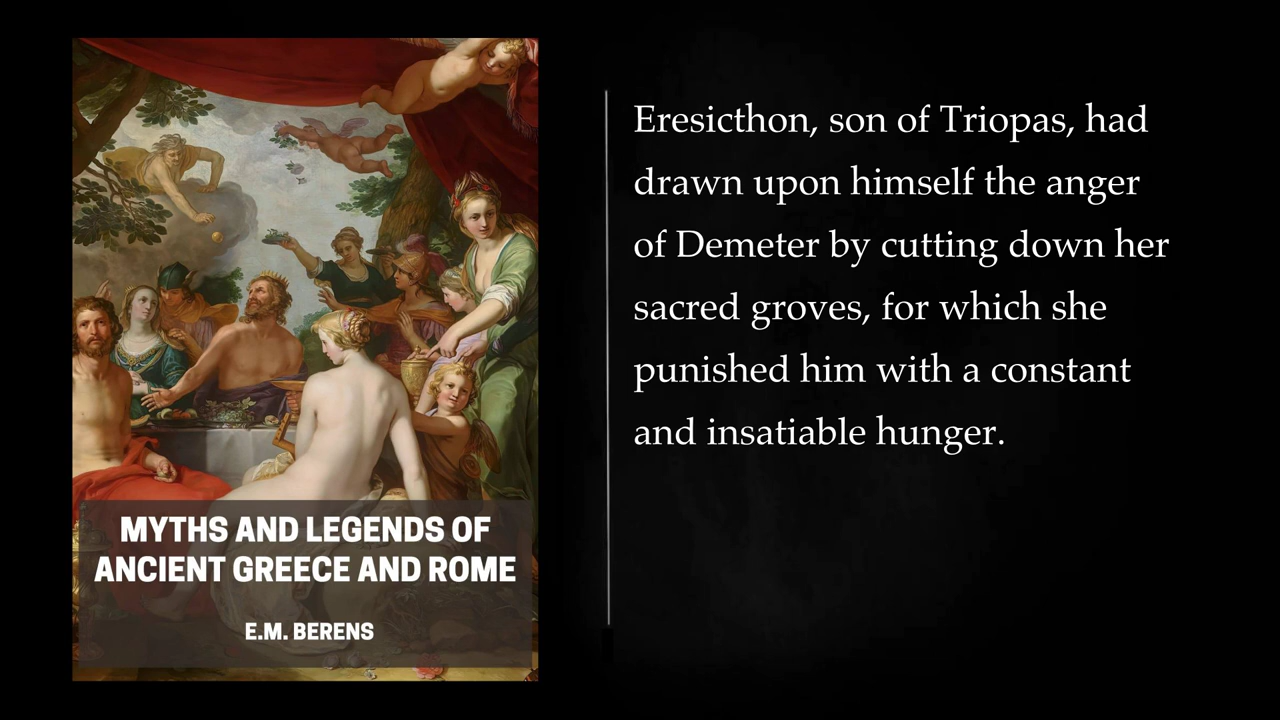 MYTHS AND LEGENDS OF
ANCIENT GREECE AND ROME
E.M. BERENS
Eresicthon, son of Triopas, had
drawn upon himself the anger
of Demeter by cutting down her
sacred groves, for which she
punished him with a constant
and insatiable hunger.